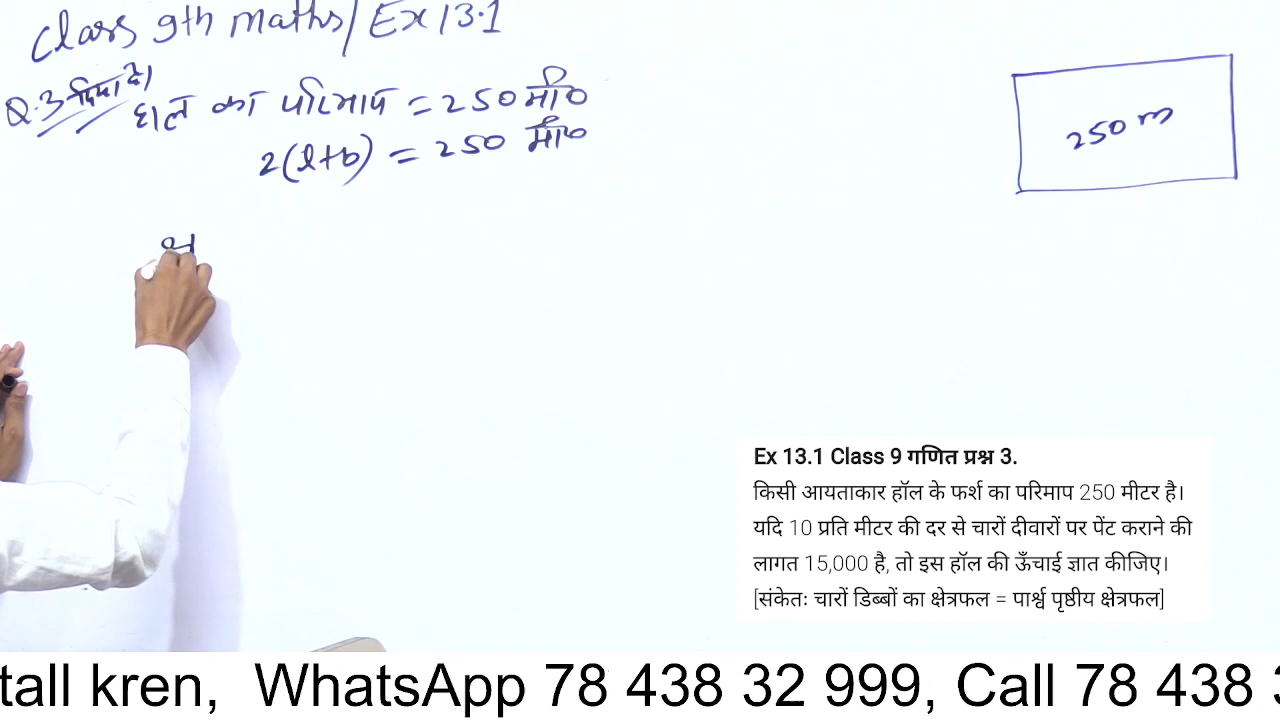 Class 9th maths/Ex 13.1
Q.3 दिया है।
हाल का परिमाप = 250 मी०
2(l+b) = 250 मी०
250 m
Ex 13.1 Class 9 गणित प्रश्न 3.
किसी आयताकार हॉल के फर्श का परिमाप 250 मीटर है।
यदि 10 प्रति मीटर की दर से चारों दीवारों पर पेंट कराने की
लागत 15,000 है, तो इस हॉल की ऊँचाई ज्ञात कीजिए।
[संकेतः चारों डिब्बों का क्षेत्रफल = पार्श्व पृष्ठीय क्षेत्रफल]
tall kren, WhatsApp 78 438 32 999, Call 78 438